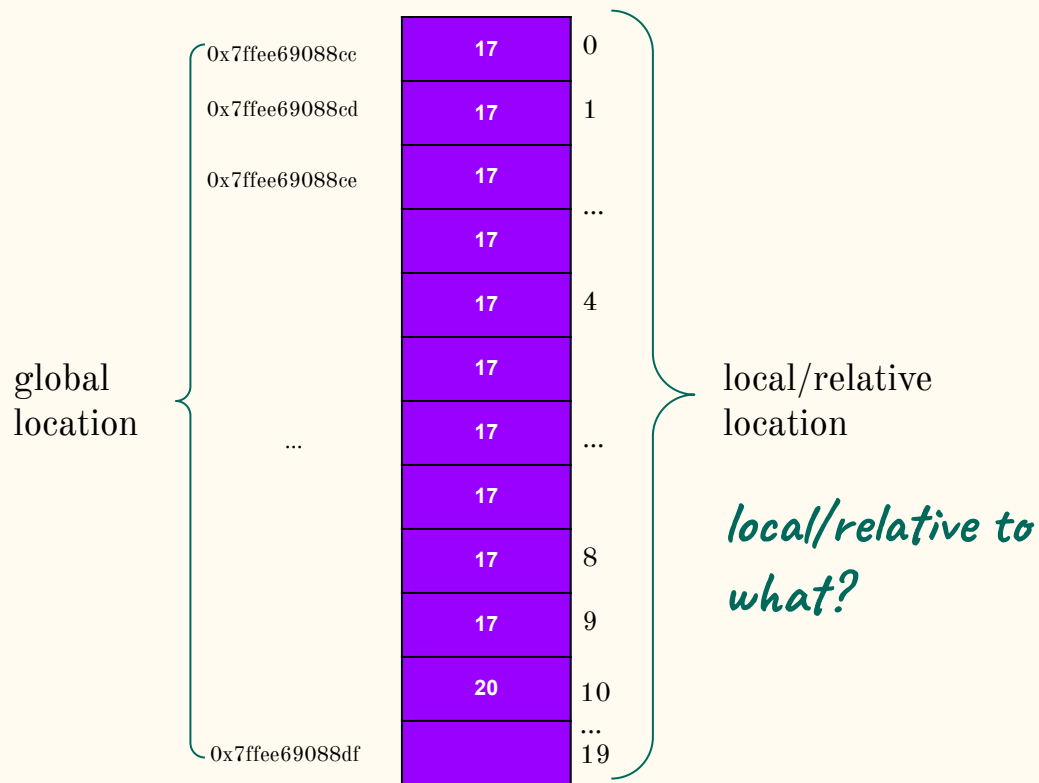 0x7ffee69088cc 17 0
0x7ffee69088cd 17 1
0x7ffee69088ce 17
...
17
17 4
17
global
location
local/relative
location
... 17 ...
17
local/relative to
what?
17 8
17 9
20 10
...
0x7ffee69088df 19